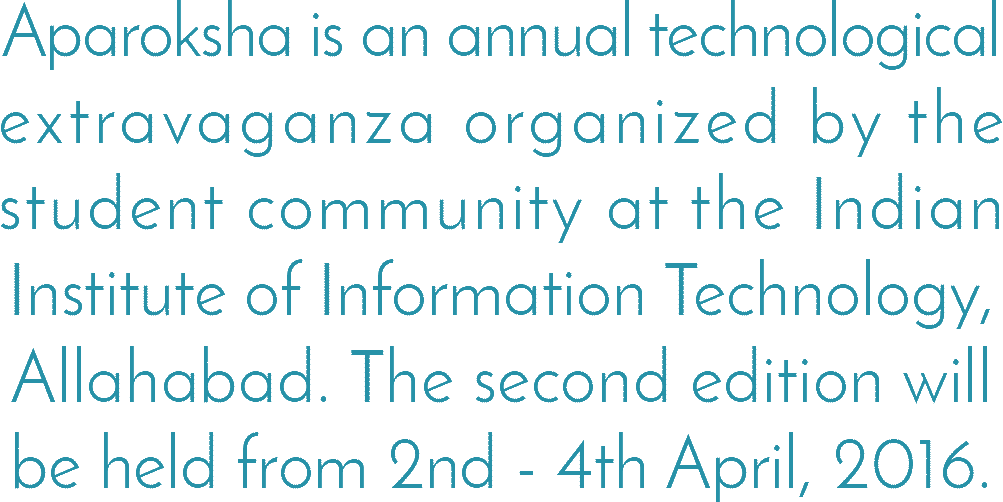 Aparoksha is an annual technological
extravaganza organized by the
student community at the Indian
Institute of Information Technology,
Allahabad. The second edition will
be held from 2nd - 4th April, 2016.